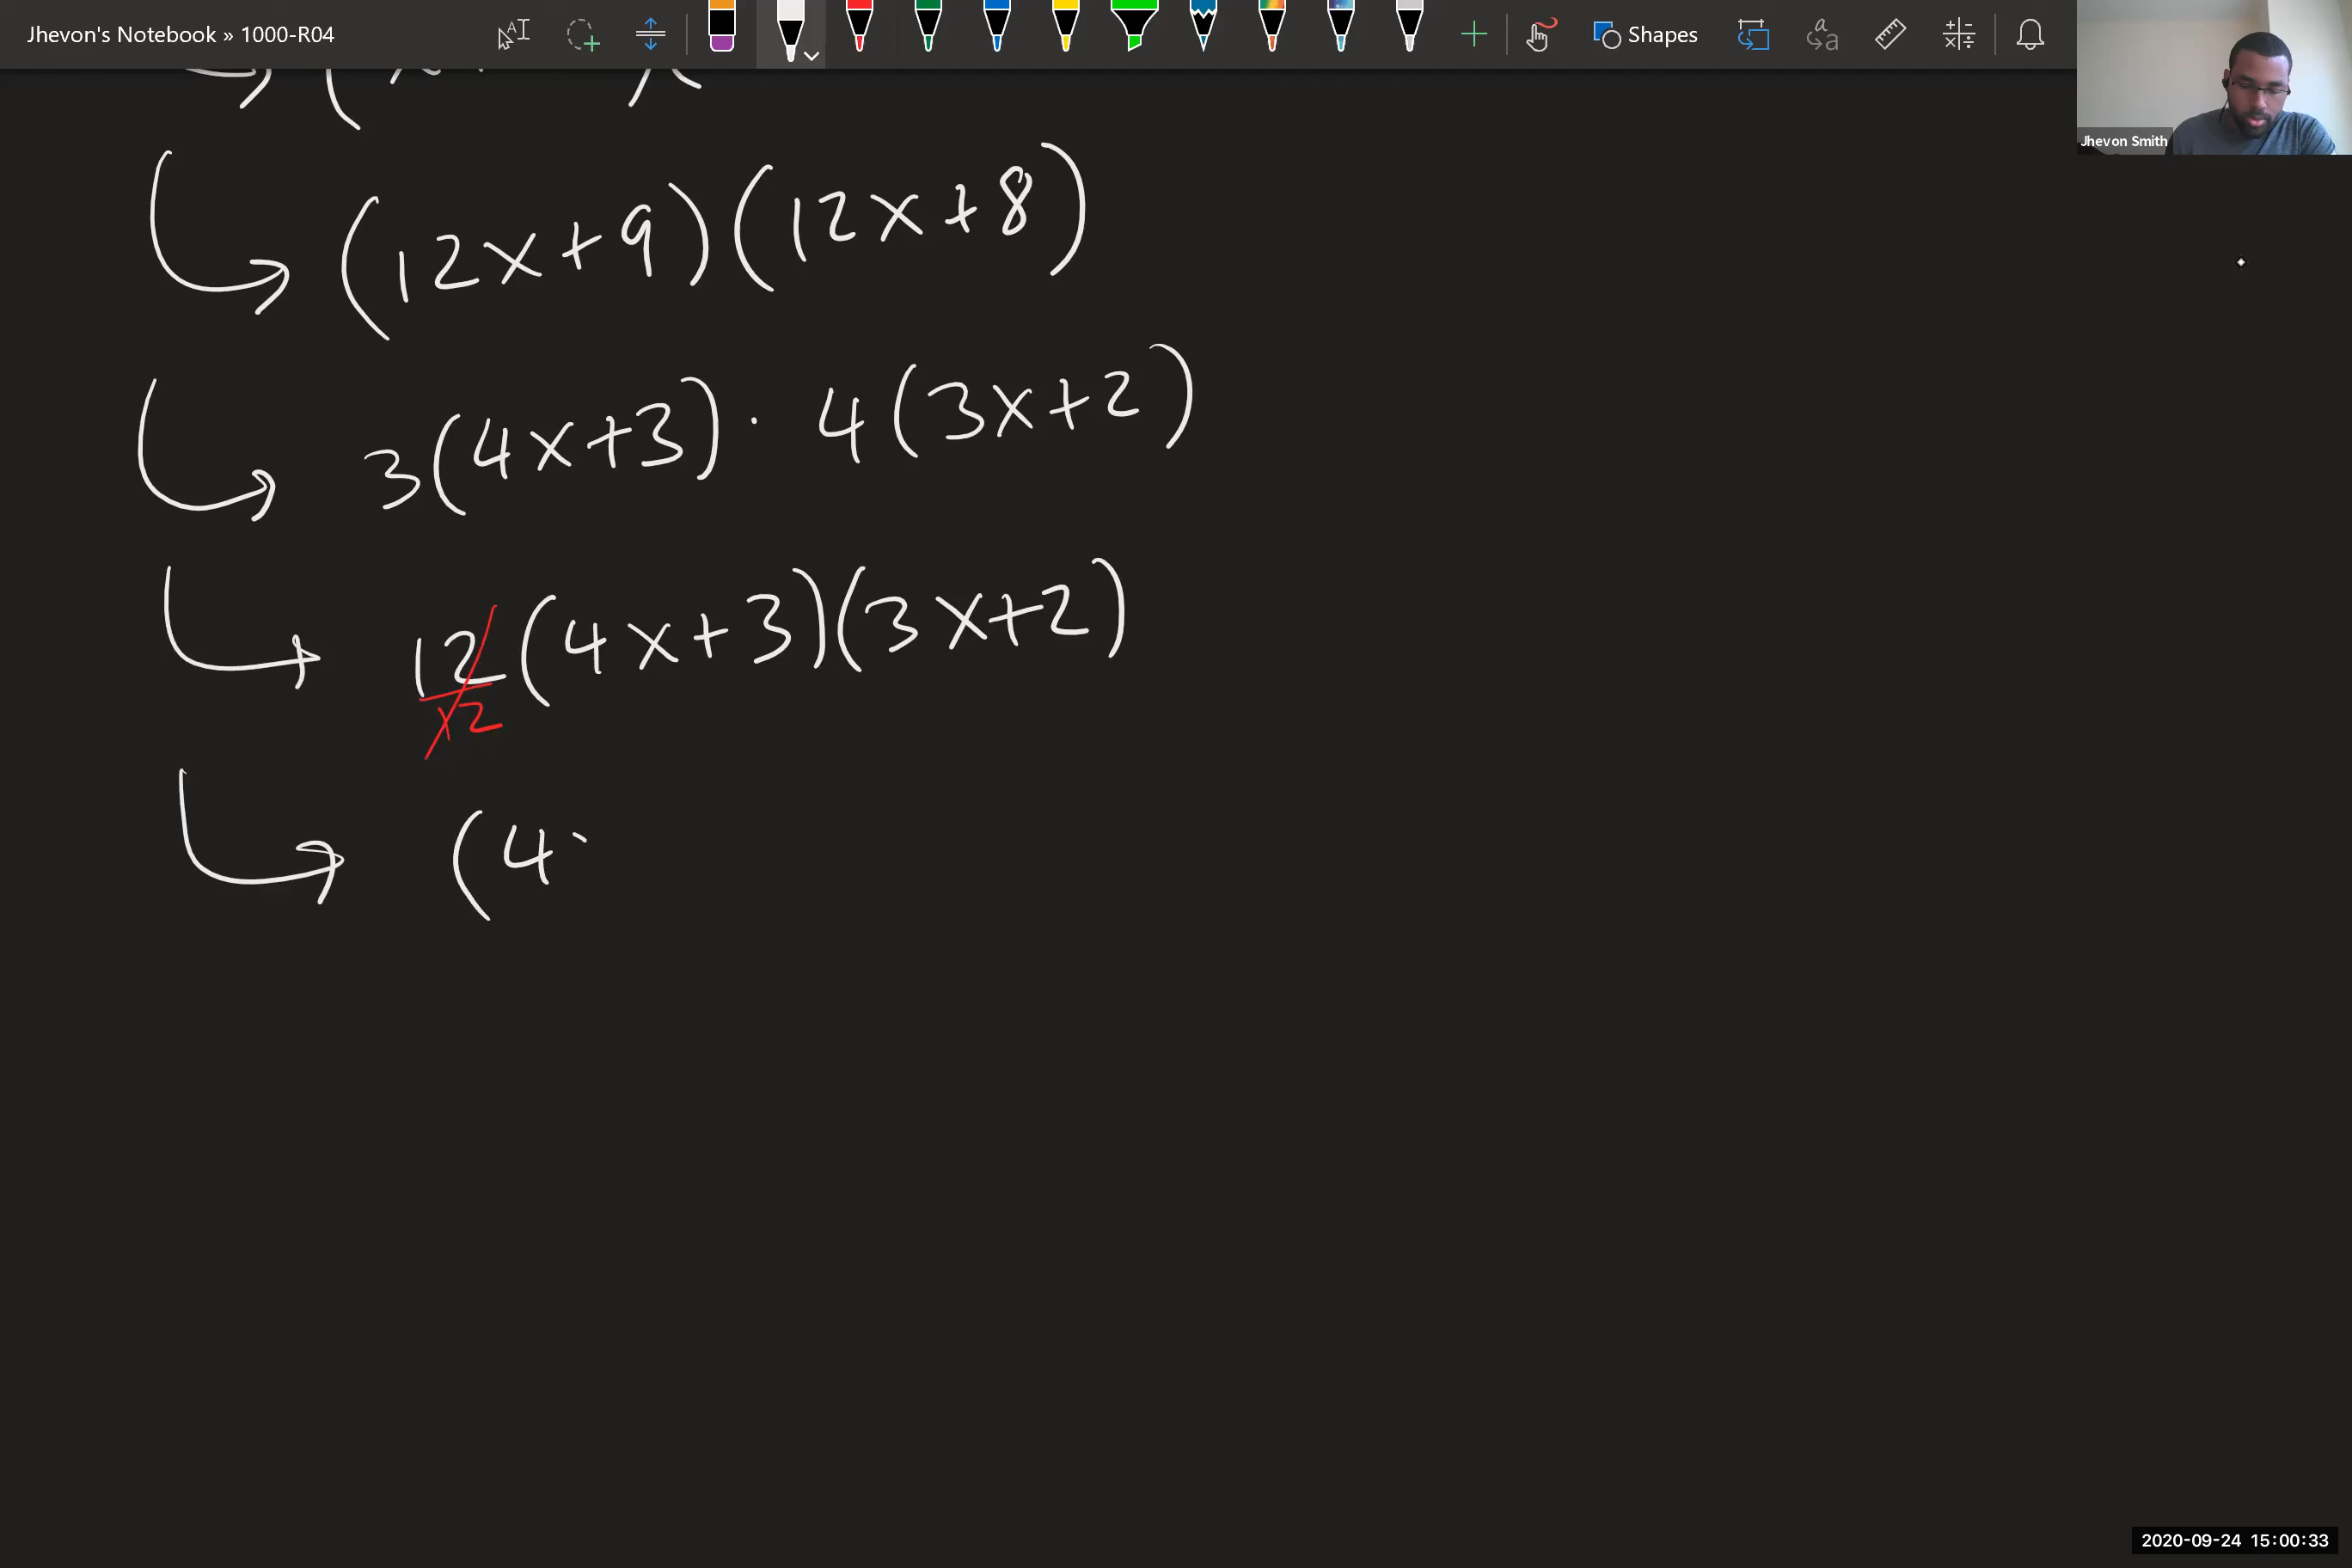 Jhevon's Notebook » 1000-R04
Shapes
Jhevon Smith
(12x+9)(12x+8)
3(4x+3) · 4(3x+2)
12(4x+3)(3x+2)
12
(4
2020-09-24 15:00:33